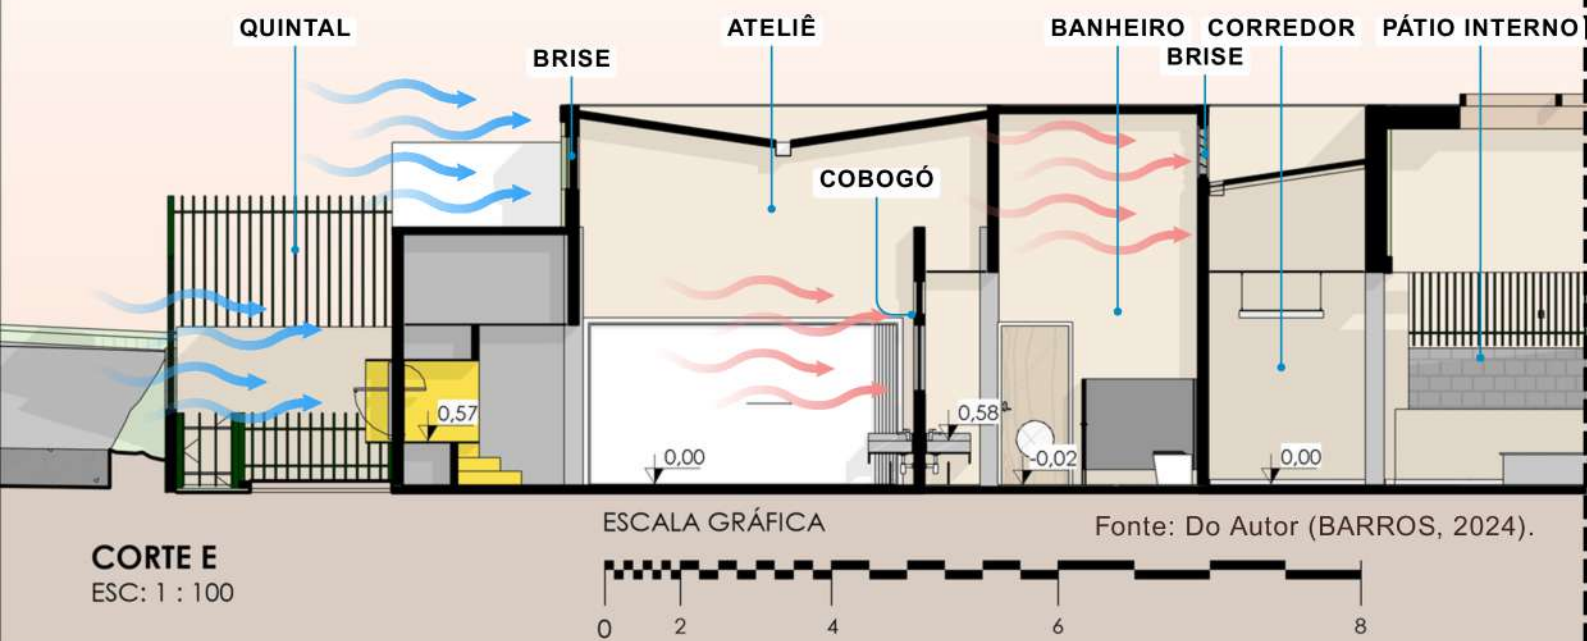 QUINTAL
ATELIÊ
BANHEIRO
CORREDOR
PÁTIO INTERNO
BRISE
BRISE
COBOGÓ
0,57
0,58
0,00
-0,02
0,00
ESCALA GRÁFICA
Fonte: Do Autor (BARROS, 2024).
CORTE E
ESC: 1 : 100
0 2 4 6 8